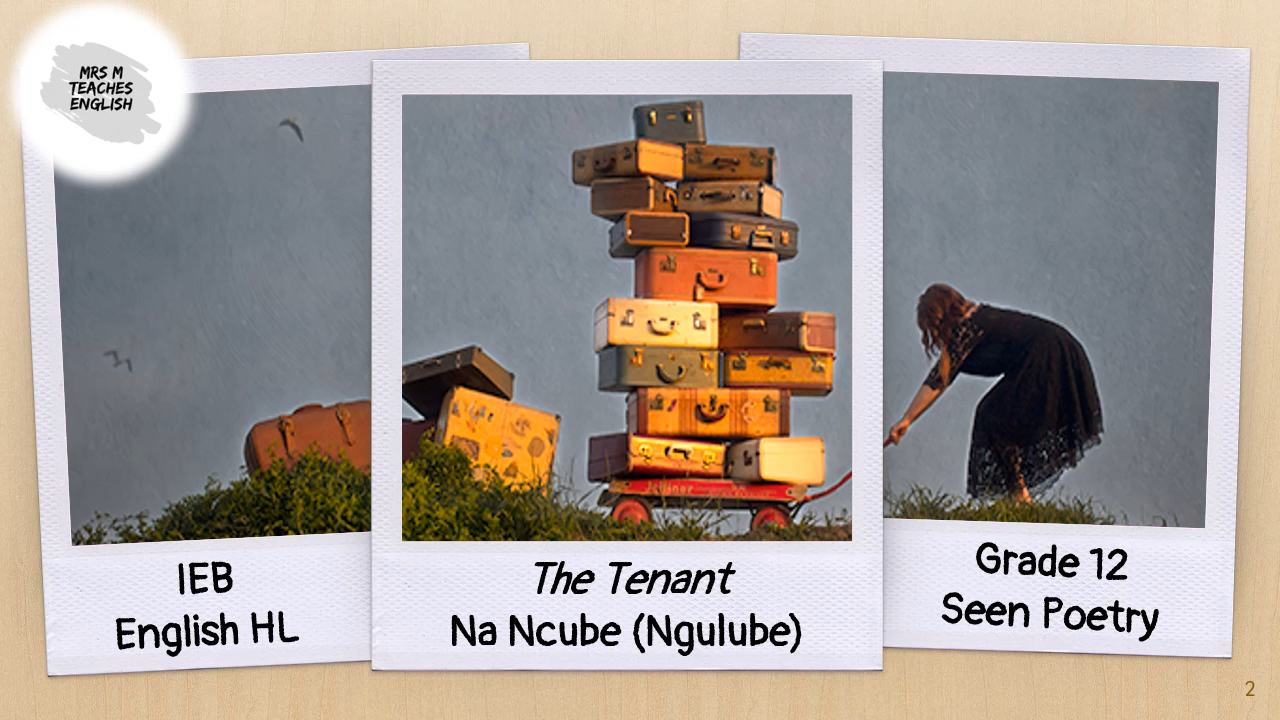 MRS M
TEACHES
ENGLISH
IEB
English HL
The Tenant
Na Ncube (Ngulube)
Grade 12
Seen Poetry
2